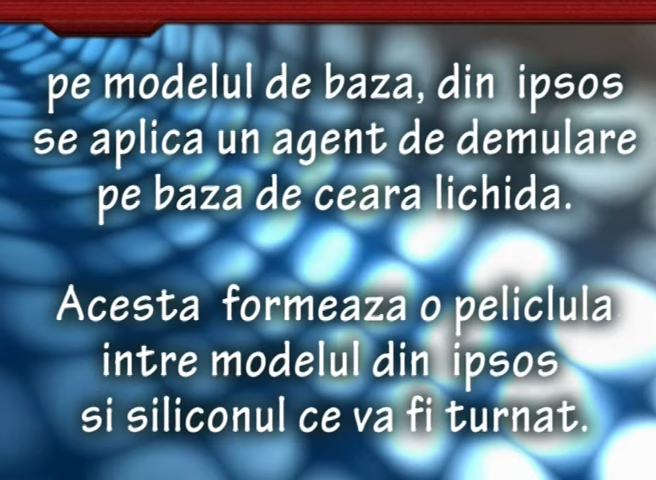 pe modelul de baza, din ipsos
se aplica un agent de demulare
pe baza de ceara lichida.
Acesta formeaza o peliclula
intre modelul din ipsos
si siliconul ce va fi turnat.